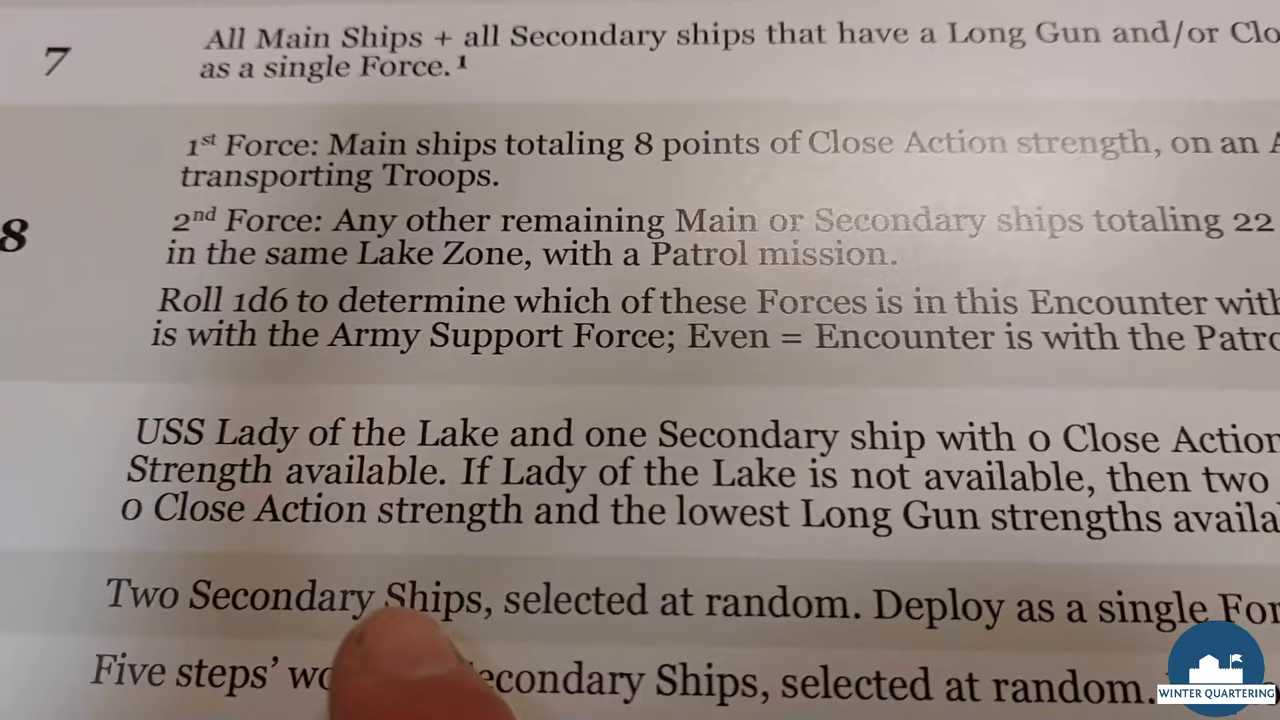 7
All Main Ships + all Secondary ships that have a Long Gun and/or Clo
as a single Force.¹
1st Force: Main ships totaling 8 points of Close Action strength, on an A
transporting Troops.
8
2nd Force: Any other remaining Main or Secondary ships totaling 22
in the same Lake Zone, with a Patrol mission.
Roll 1d6 to determine which of these Forces is in this Encounter with
is with the Army Support Force; Even = Encounter is with the Patro
USS Lady of the Lake and one Secondary ship with 0 Close Action
Strength available. If Lady of the Lake is not available, then two
0 Close Action strength and the lowest Long Gun strengths availa
Two Secondary Ships, selected at random. Deploy as a single For
Five steps' Secondary Ships, selected at random.
WINTER QUARTERING